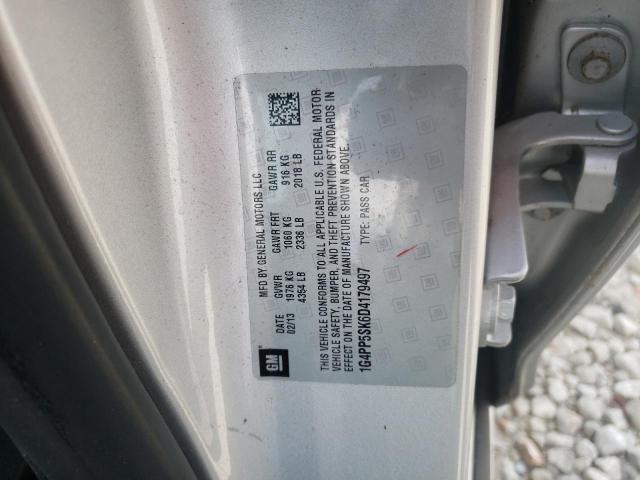 MFD BY GENERAL MOTORS LLC
DATE GVWR GAWR FRT GAWR RR
02/13 1976 KG 1060 KG 916 KG
4354 LB 2336 LB 2018 LB
THIS VEHICLE CONFORMS TO ALL APPLICABLE U.S. FEDERAL MOTOR
VEHICLE SAFETY, BUMPER, AND THEFT PREVENTION STANDARDS IN
EFFECT ON THE DATE OF MANUFACTURE SHOWN ABOVE.
1G4PP5SK6D4179497 TYPE: PASS CAR
GM